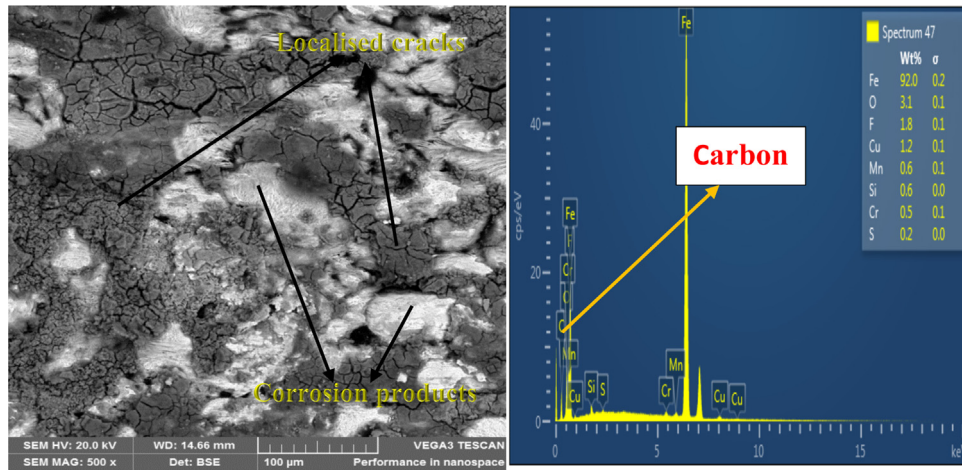 Localised cracks
Corrosion products
SEM HV: 20.0 kV
WD: 14.66 mm
VEGA3 TESCAN
SEM MAG: 500 x
Det: BSE
100 µm
Performance in nanospace
Spectrum 47
Wt% σ
Fe 92.0 0.2
O 3.1 0.1
F 1.8 0.1
Cu 1.2 0.1
Mn 0.6 0.1
Si 0.6 0.0
Cr 0.5 0.1
S 0.2 0.0
Carbon
cps/eV
40
20
0
Fe
Fe
Mn
Cu
Si
S
Cr
Mn
Cu
Cu
0
5
10
15